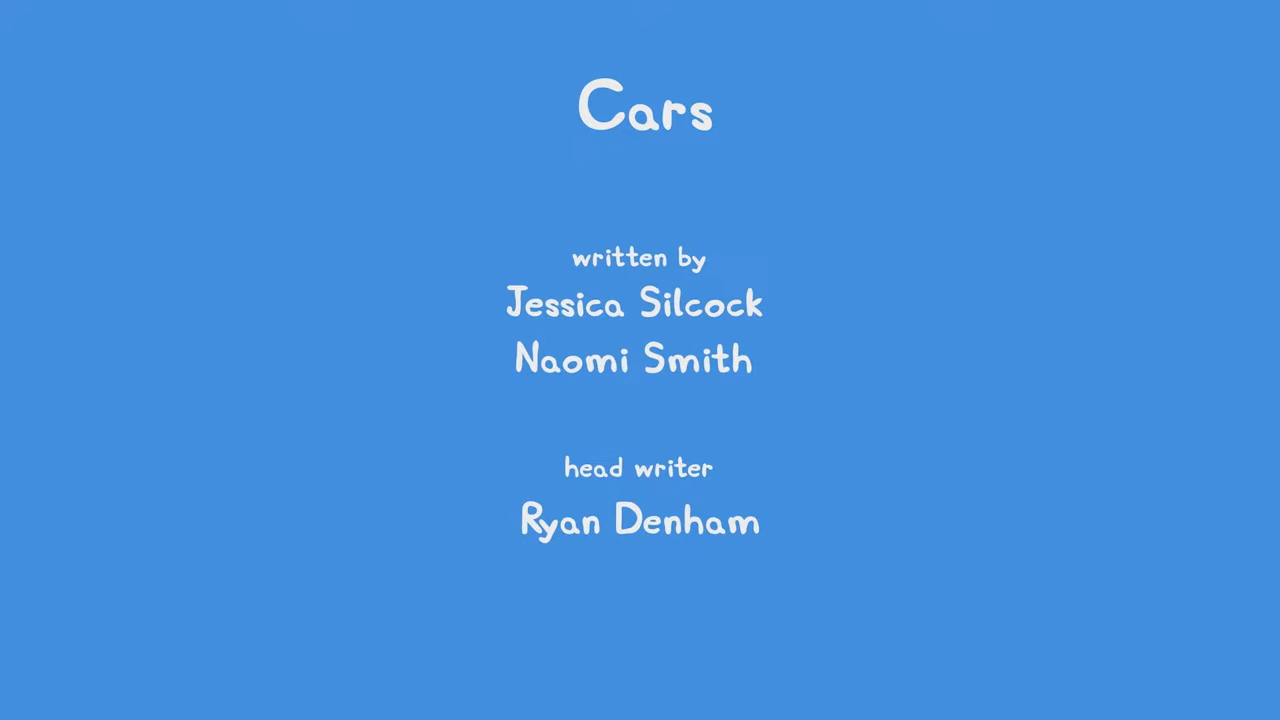 Cars
written by
Jessica Silcock
Naomi Smith
head writer
Ryan Denham